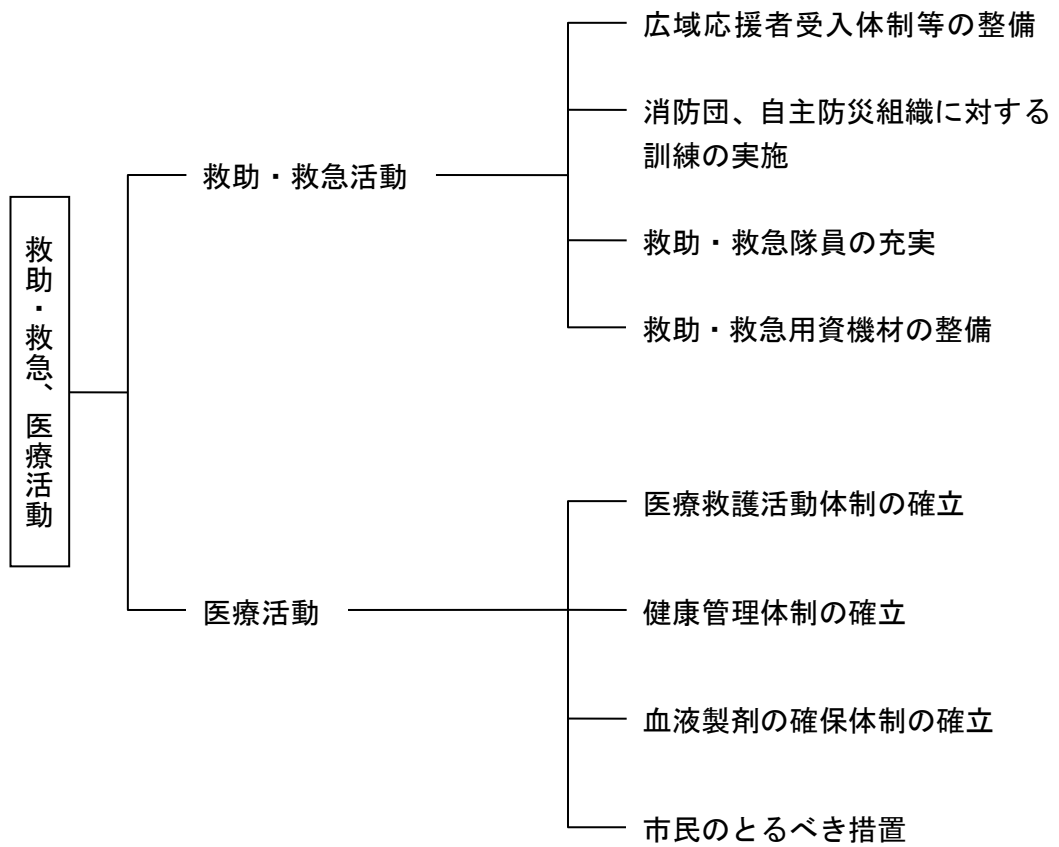 救助・救急、医療活動
救助・救急活動
広域応援者受入体制等の整備
消防団、自主防災組織に対する
訓練の実施
救助・救急隊員の充実
救助・救急用資機材の整備
医療活動
医療救護活動体制の確立
健康管理体制の確立
血液製剤の確保体制の確立
市民のとるべき措置